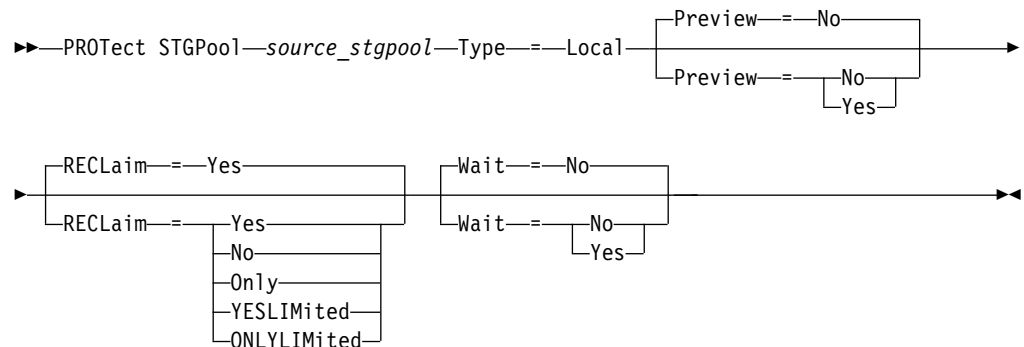 Preview = No
PROTect STGPool source_stgpool Type = Local
Preview = No
Yes
RECLaim = Yes
Wait = No
RECLaim = Yes
No
Only
YESLIMited
ONLYLIMited
Wait = No
Yes